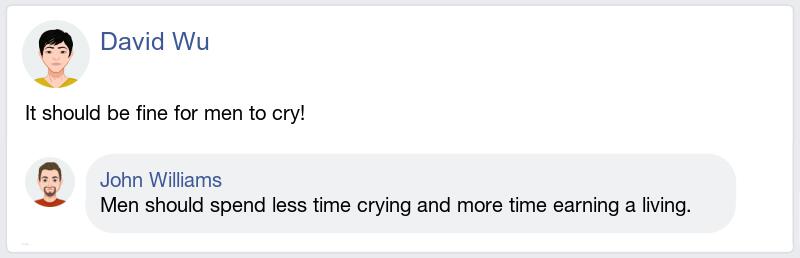 David Wu
It should be fine for men to cry!
John Williams
Men should spend less time crying and more time earning a living.